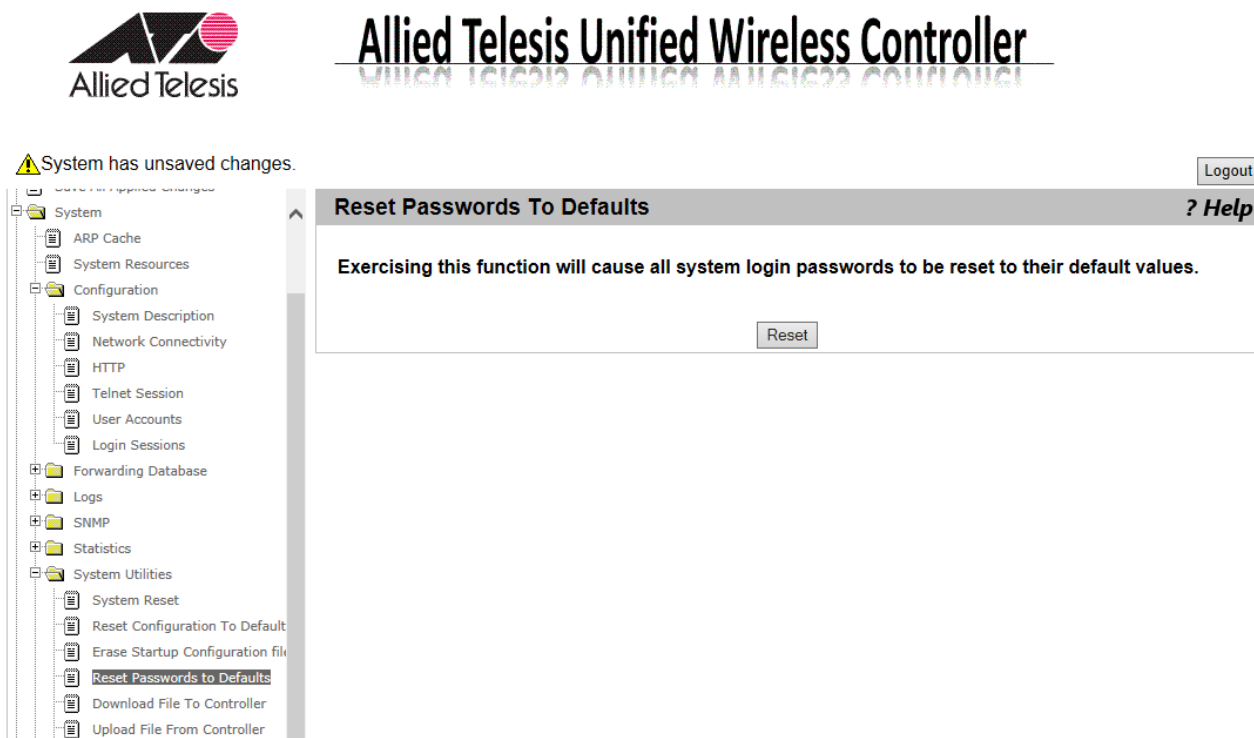 Allied Telesis
Allied Telesis Unified Wireless Controller
System has unsaved changes.
Logout
Save All Applied Changes
System
ARP Cache
System Resources
Configuration
System Description
Network Connectivity
HTTP
Telnet Session
User Accounts
Login Sessions
Forwarding Database
Logs
SNMP
Statistics
System Utilities
System Reset
Reset Configuration To Default
Erase Startup Configuration file
Reset Passwords to Defaults
Download File To Controller
Upload File From Controller
Reset Passwords To Defaults
? Help
Exercising this function will cause all system login passwords to be reset to their default values.
Reset